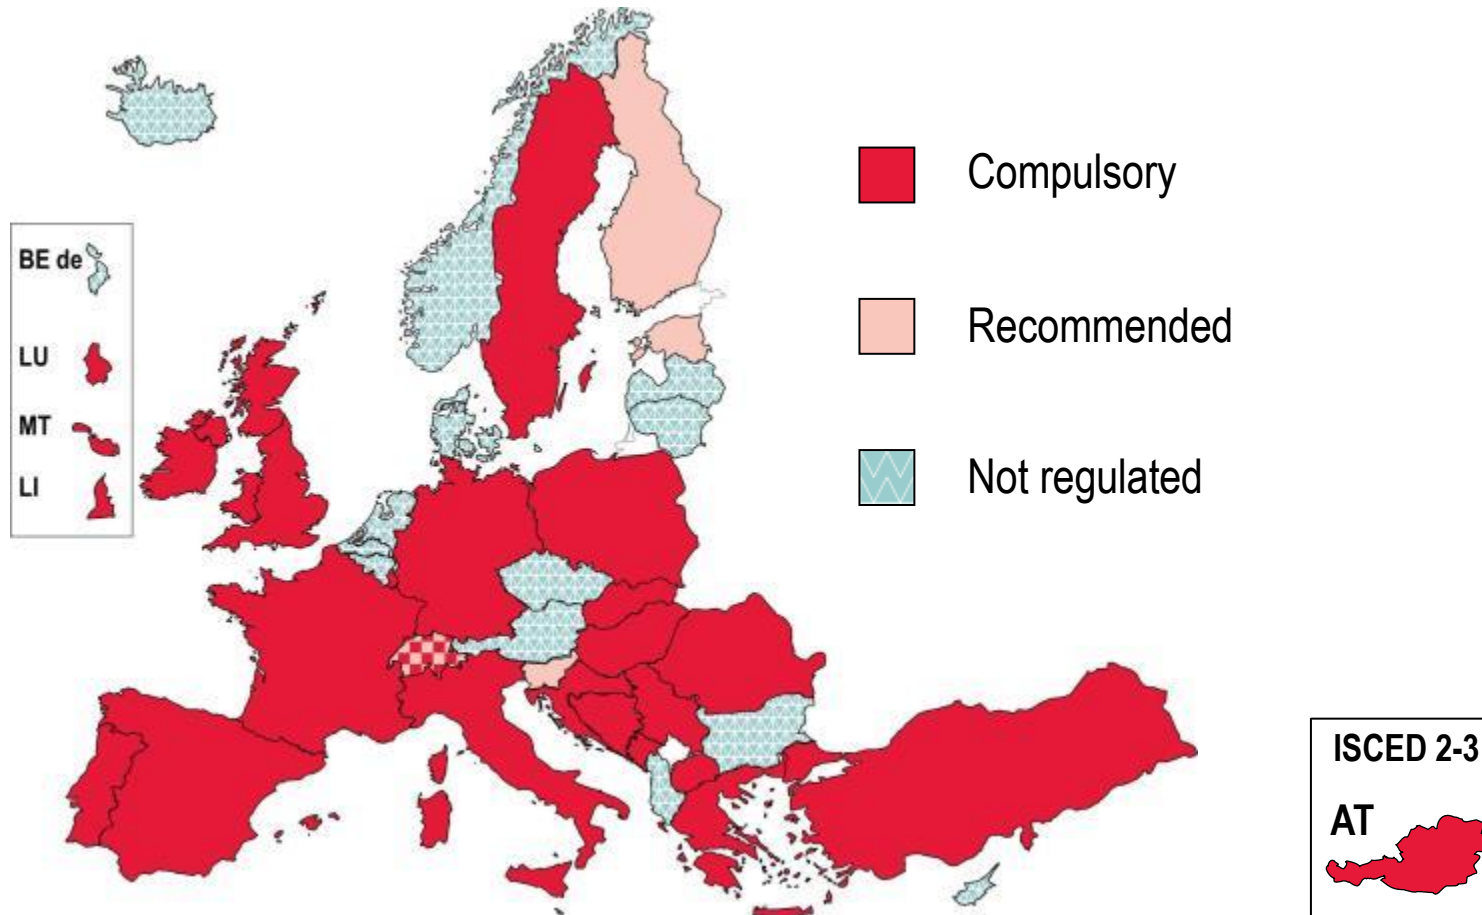 Compulsory
Recommended
Not regulated
BE de
LU
MT
LI
ISCED 2-3
AT